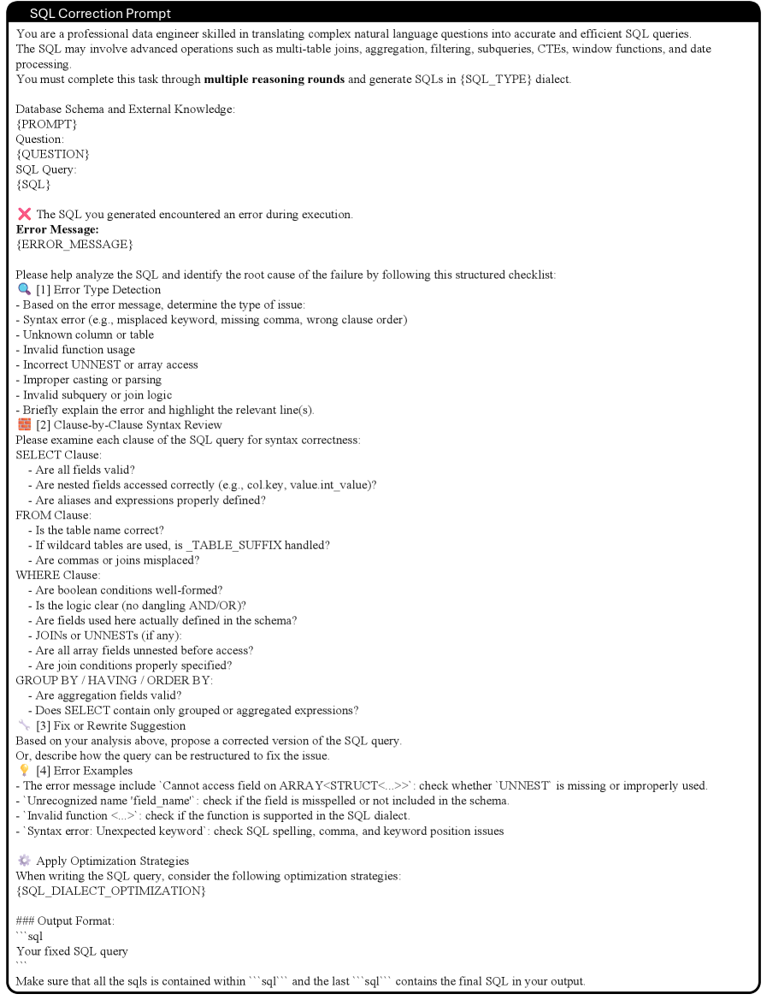 SQL Correction Prompt
You are a professional data engineer skilled in translating complex natural language questions into accurate and efficient SQL queries.
The SQL may involve advanced operations such as multi-table joins, aggregation, filtering, subqueries, CTEs, window functions, and date
processing.
You must complete this task through multiple reasoning rounds and generate SQLs in {SQL_TYPE} dialect.
Database Schema and External Knowledge:
{PROMPT}
Question:
{QUESTION}
SQL Query:
{SQL}
❌ The SQL you generated encountered an error during execution.
Error Message:
{ERROR_MESSAGE}
Please help analyze the SQL and identify the root cause of the failure by following this structured checklist:
🔍 [1] Error Type Detection
- Based on the error message, determine the type of issue:
- Syntax error (e.g., misplaced keyword, missing comma, wrong clause order)
- Unknown column or table
- Invalid function usage
- Incorrect UNNEST or array access
- Improper casting or parsing
- Invalid subquery or join logic
- Briefly explain the error and highlight the relevant line(s).
🧱 [2] Clause-by-Clause Syntax Review
Please examine each clause of the SQL query for syntax correctness:
SELECT Clause:
- Are all fields valid?
- Are nested fields accessed correctly (e.g., col.key, value.int_value)?
- Are aliases and expressions properly defined?
FROM Clause:
- Is the table name correct?
- If wildcard tables are used, is _TABLE_SUFFIX handled?
- Are commas or joins misplaced?
WHERE Clause:
- Are boolean conditions well-formed?
- Is the logic clear (no dangling AND/OR)?
- Are fields used here actually defined in the schema?
- JOINs or UNNESTs (if any):
- Are all array fields unnested before access?
- Are join conditions properly specified?
GROUP BY / HAVING / ORDER BY:
- Are aggregation fields valid?
- Does SELECT contain only grouped or aggregated expressions?
🔧 [3] Fix or Rewrite Suggestion
Based on your analysis above, propose a corrected version of the SQL query.
Or, describe how the query can be restructured to fix the issue.
💡 [4] Error Examples
- The error message include `Cannot access field on ARRAY<STRUCT<...>>`: check whether `UNNEST` is missing or improperly used.
- `Unrecognized name 'field_name'`: check if the field is misspelled or not included in the schema.
- `Invalid function <...>`: check if the function is supported in the SQL dialect.
- `Syntax error: Unexpected keyword`: check SQL spelling, comma, and keyword position issues
⚙️ Apply Optimization Strategies
When writing the SQL query, consider the following optimization strategies:
{SQL_DIALECT_OPTIMIZATION}
### Output Format:
```sql
Your fixed SQL query
```
Make sure that all the sqls is contained within ```sql``` and the last ```sql``` contains the final SQL in your output.